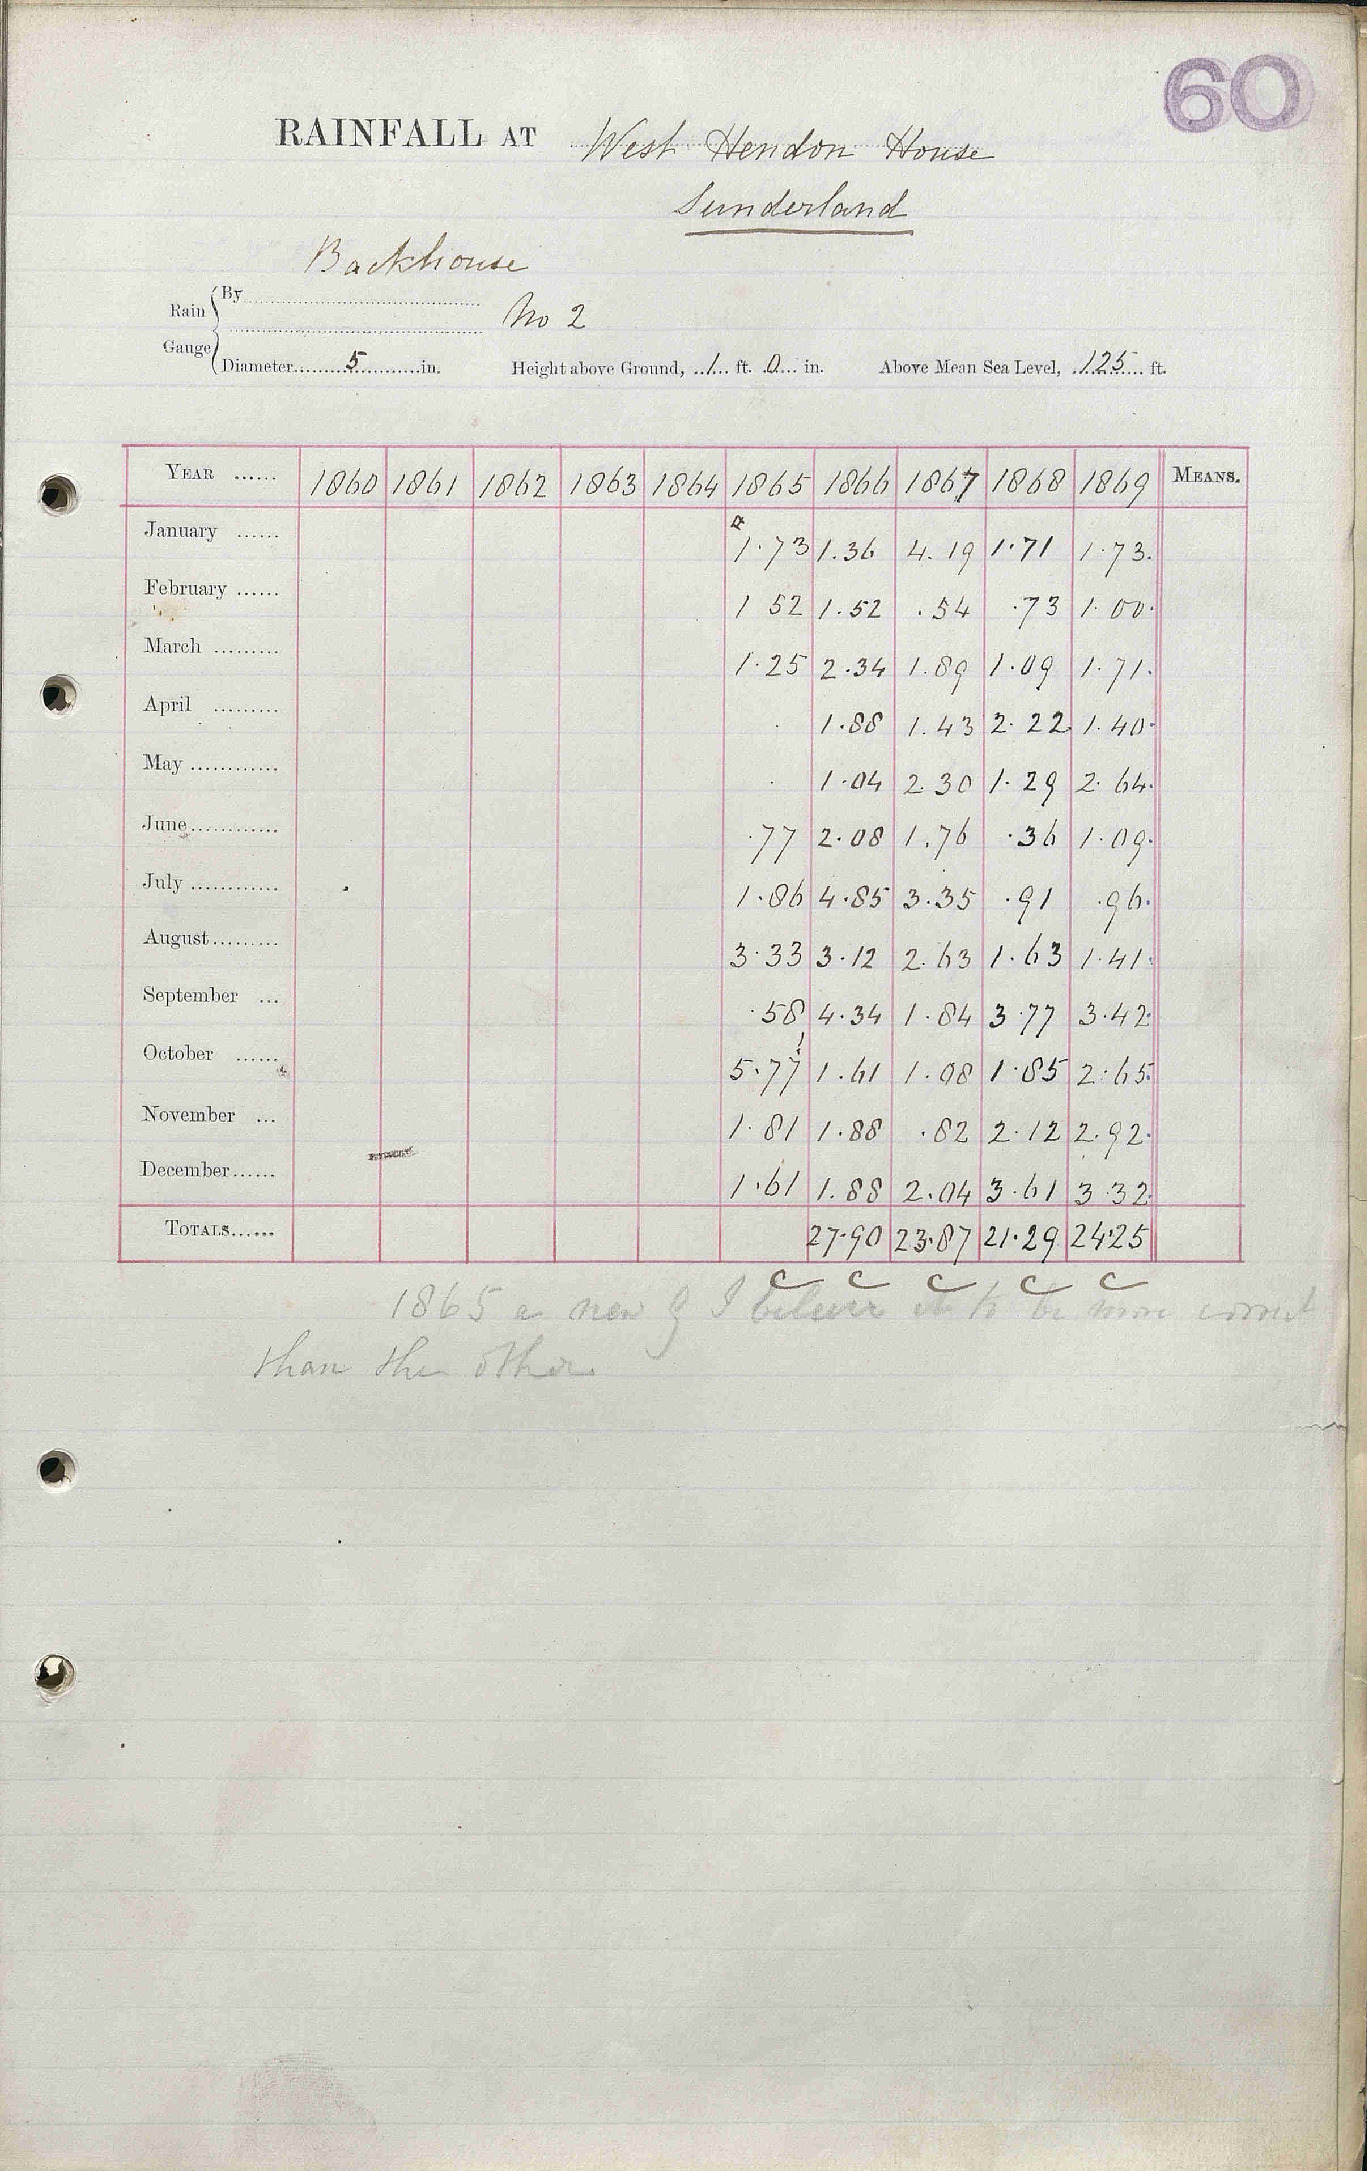 60
RAINFALL AT West Hendon House
Sunderland
Backhouse
Rain Gauge { By
No 2
Diameter 5 in. Height above Ground, 1 ft. 0 in. Above Mean Sea Level, 125 ft.
YEAR 1860 1861 1862 1863 1864 1865 1866 1867 1868 1869 MEANS.
January 1.73 1.36 4.19 1.71 1.73.
February 1 52 1.52 .54 .73 1.00.
March 1.25 2.34 1.89 1.09 1.71.
April . 1.88 1.43 2.22 1.40.
May . 1.04 2.30 1.29 2.64.
June .77 2.08 1.76 .36 1.09.
July 1.86 4.85 3.35 .91 .96.
August 3.33 3.12 2.63 1.63 1.41.
September .58 4.34 1.84 3.77 3.42
October 5.77 1.61 1.08 1.85 2.65.
November 1.81 1.88 .82 2.12 2.92.
December 1.61 1.88 2.04 3.61 3.32.
TOTALS 27.90 23.87 21.29 24.25
C C C C C
1865 a new g I believe it to be more correct
than the other